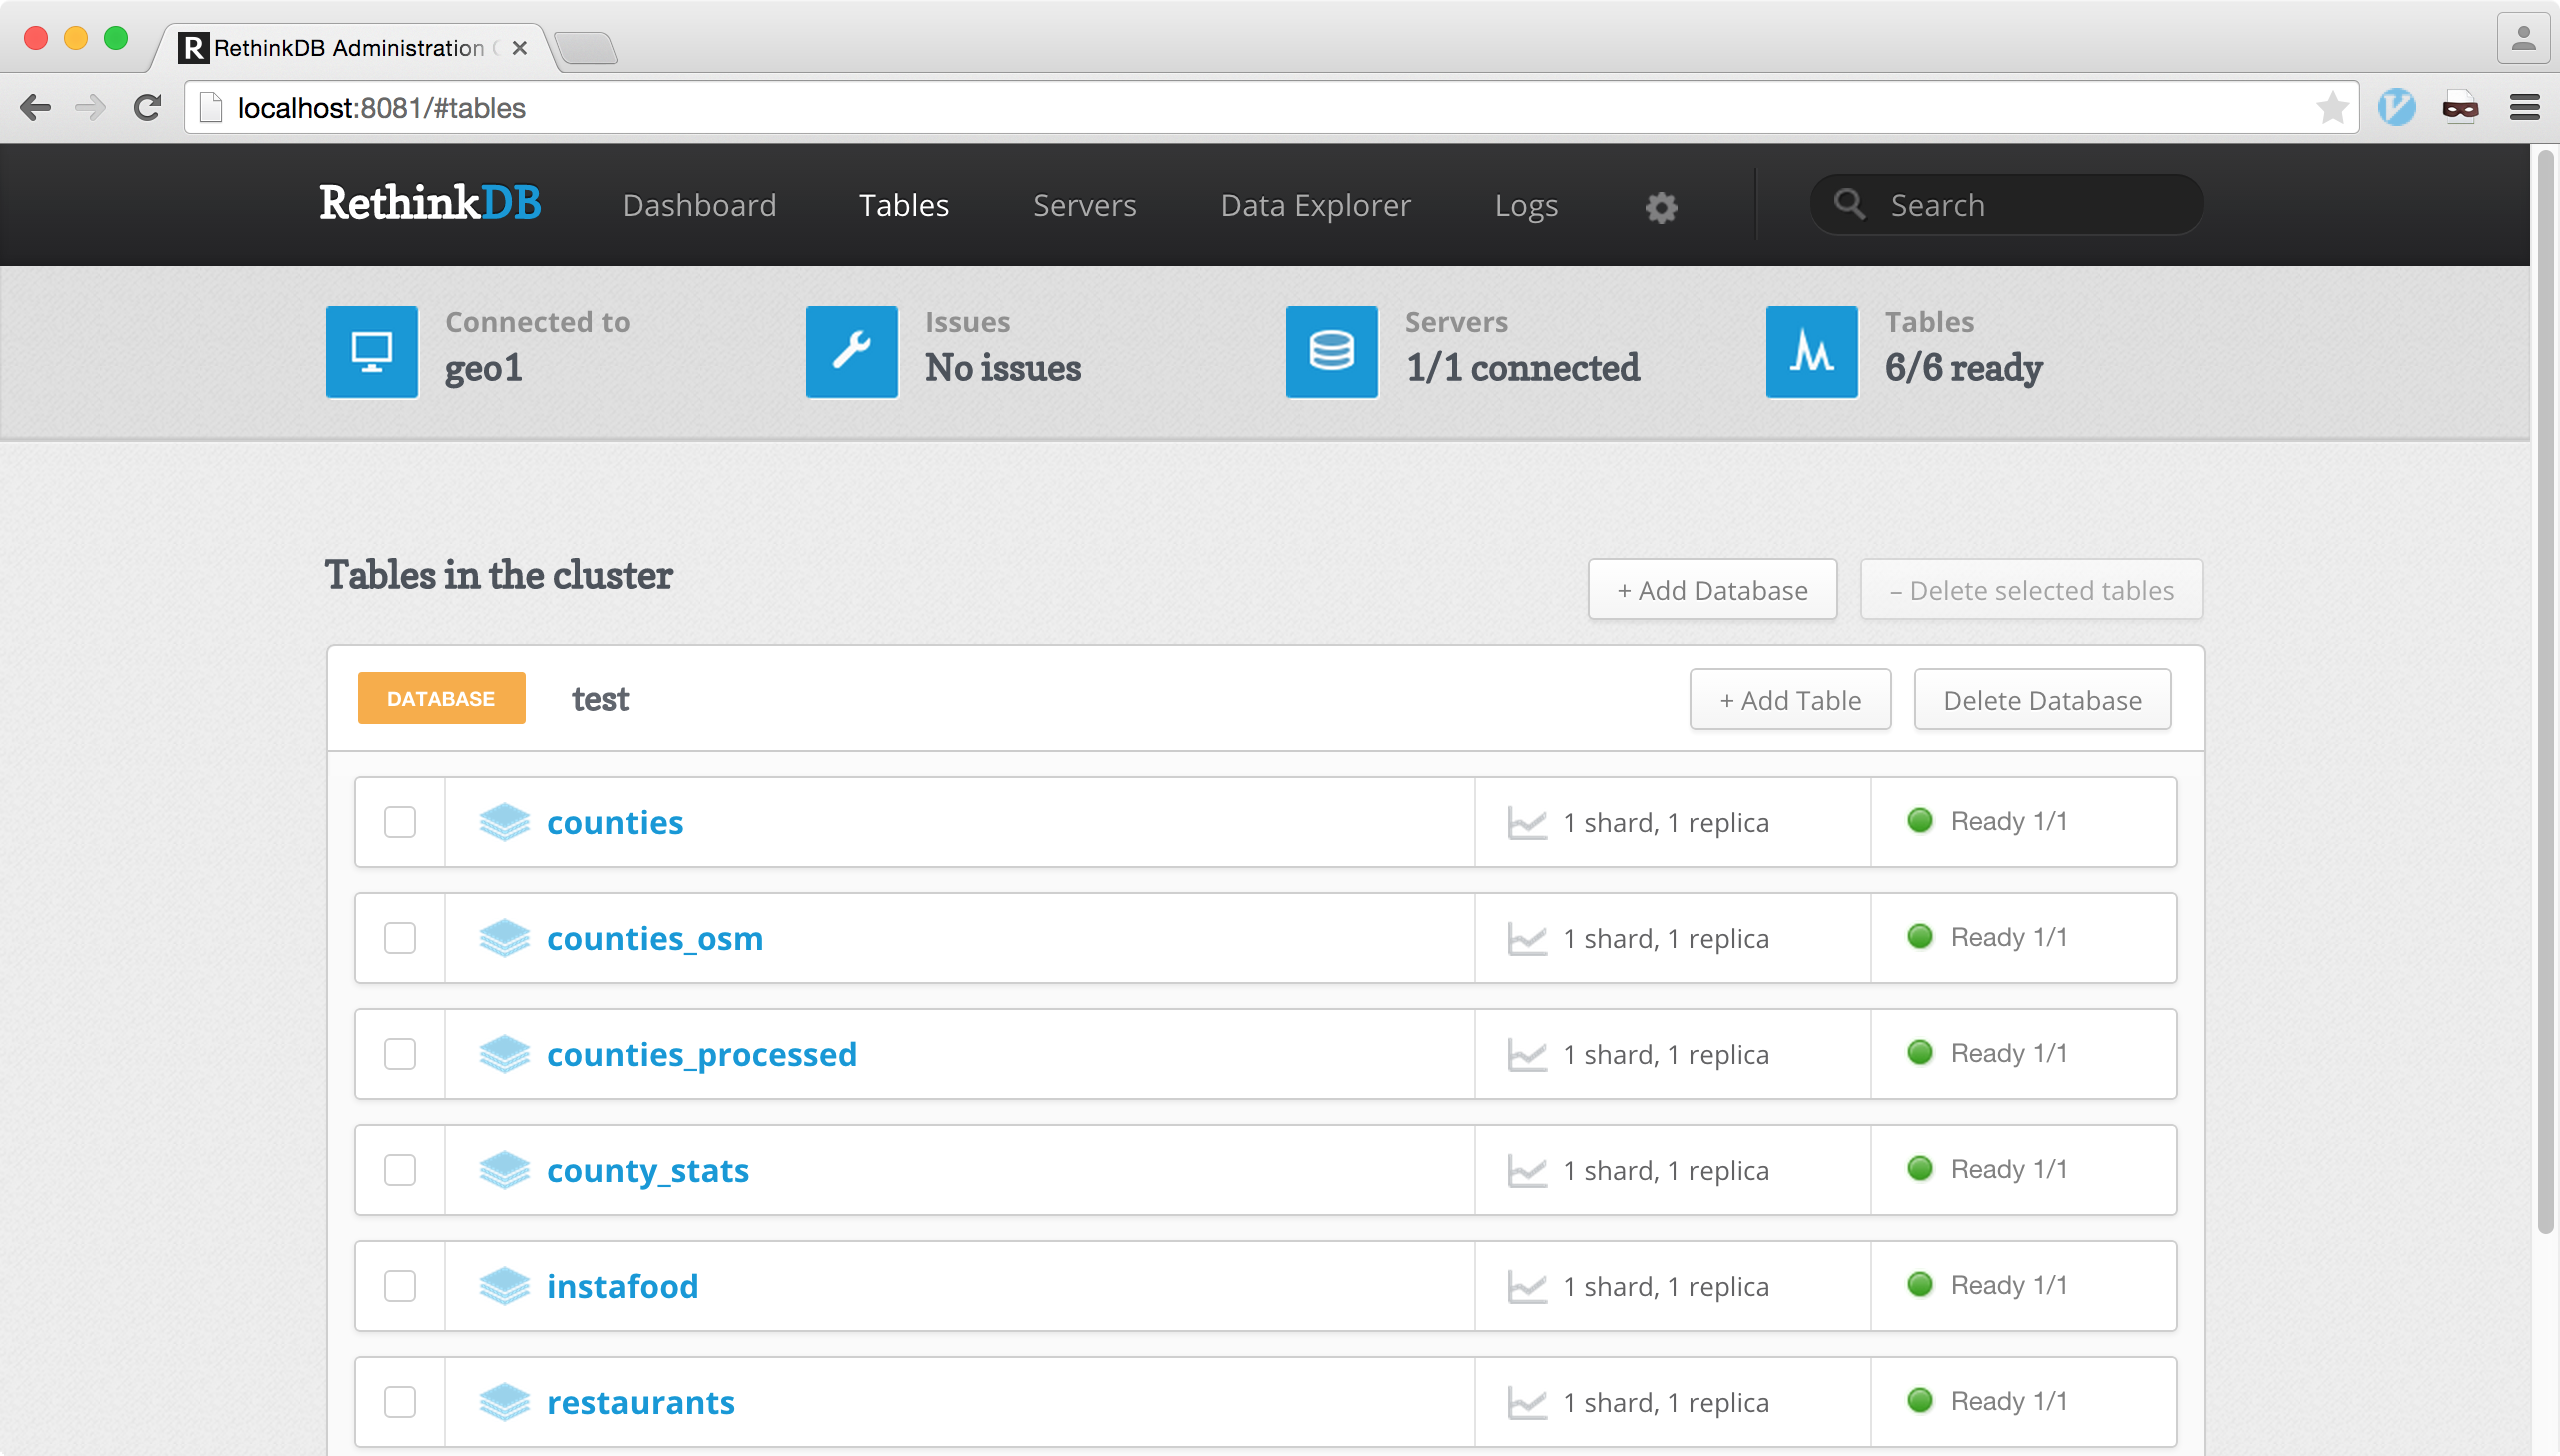 RethinkDB Administration
localhost:8081/#tables
RethinkDB Dashboard Tables Servers Data Explorer Logs Search
Connected to
geo1
Issues
No issues
Servers
1/1 connected
Tables
6/6 ready
Tables in the cluster
+ Add Database
– Delete selected tables
DATABASE test
+ Add Table
Delete Database
counties 1 shard, 1 replica Ready 1/1
counties_osm 1 shard, 1 replica Ready 1/1
counties_processed 1 shard, 1 replica Ready 1/1
county_stats 1 shard, 1 replica Ready 1/1
instafood 1 shard, 1 replica Ready 1/1
restaurants 1 shard, 1 replica Ready 1/1